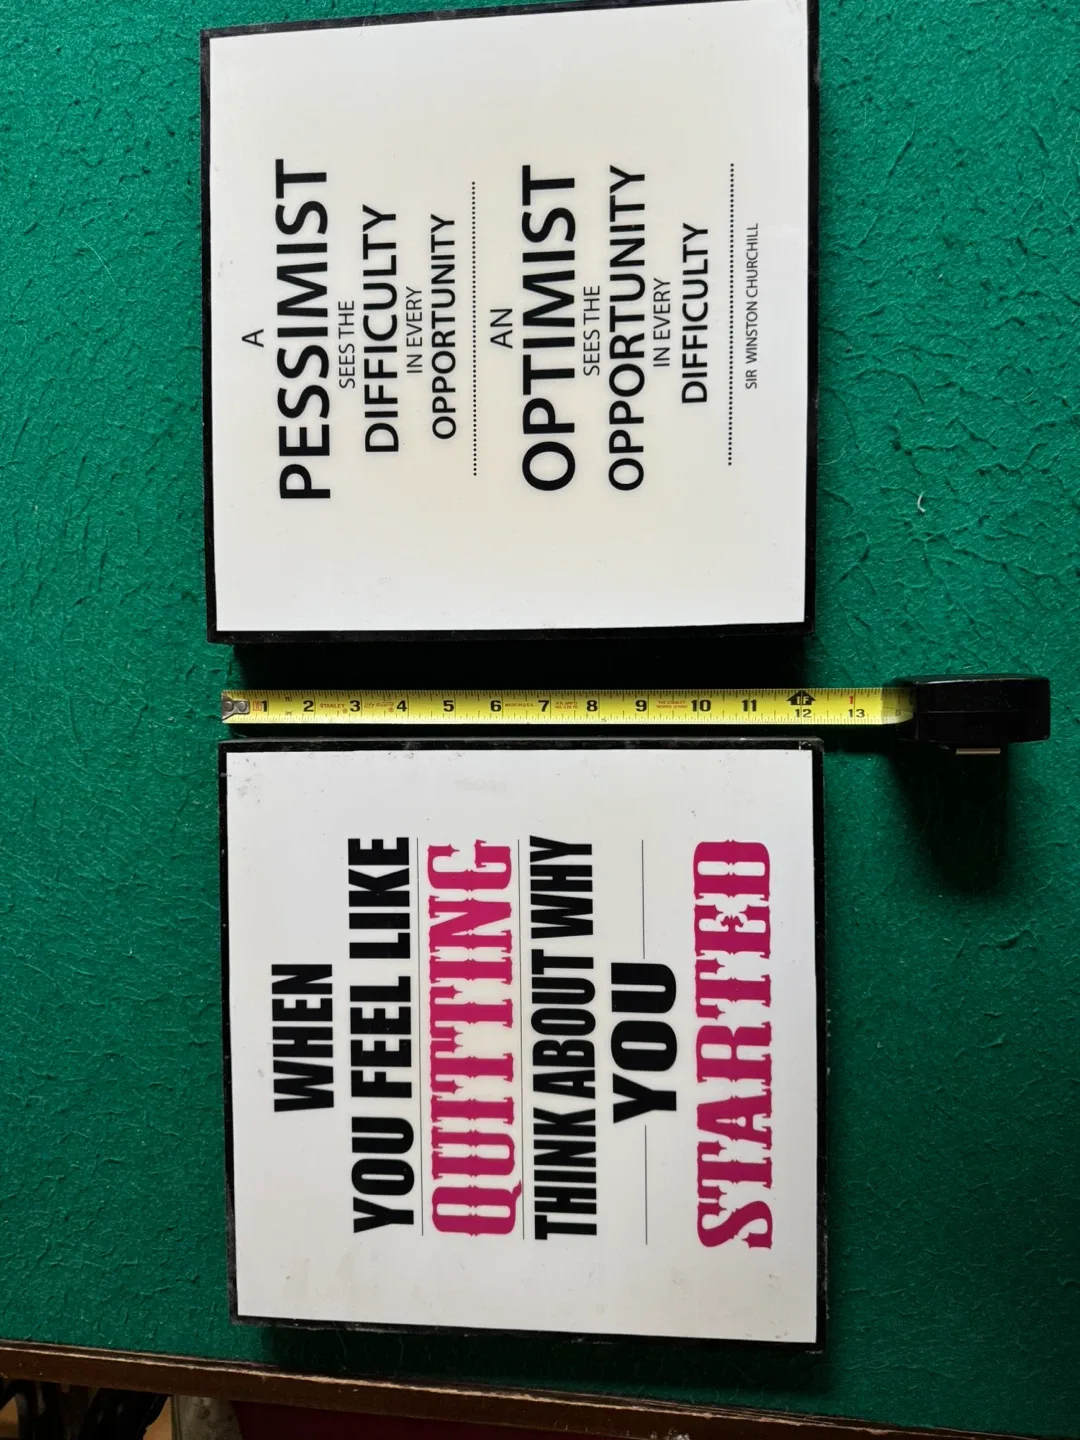 A
PESSIMIST
SEES THE
DIFFICULTY
IN EVERY
OPPORTUNITY
AN
OPTIMIST
SEES THE
OPPORTUNITY
IN EVERY
DIFFICULTY
SIR WINSTON CHURCHILL
1 2 STANLEY 3 4 5 6 7 8 9 10 11 1F 12 1 13
WHEN
YOU FEEL LIKE
QUITTING
THINK ABOUT WHY
YOU
STARTED